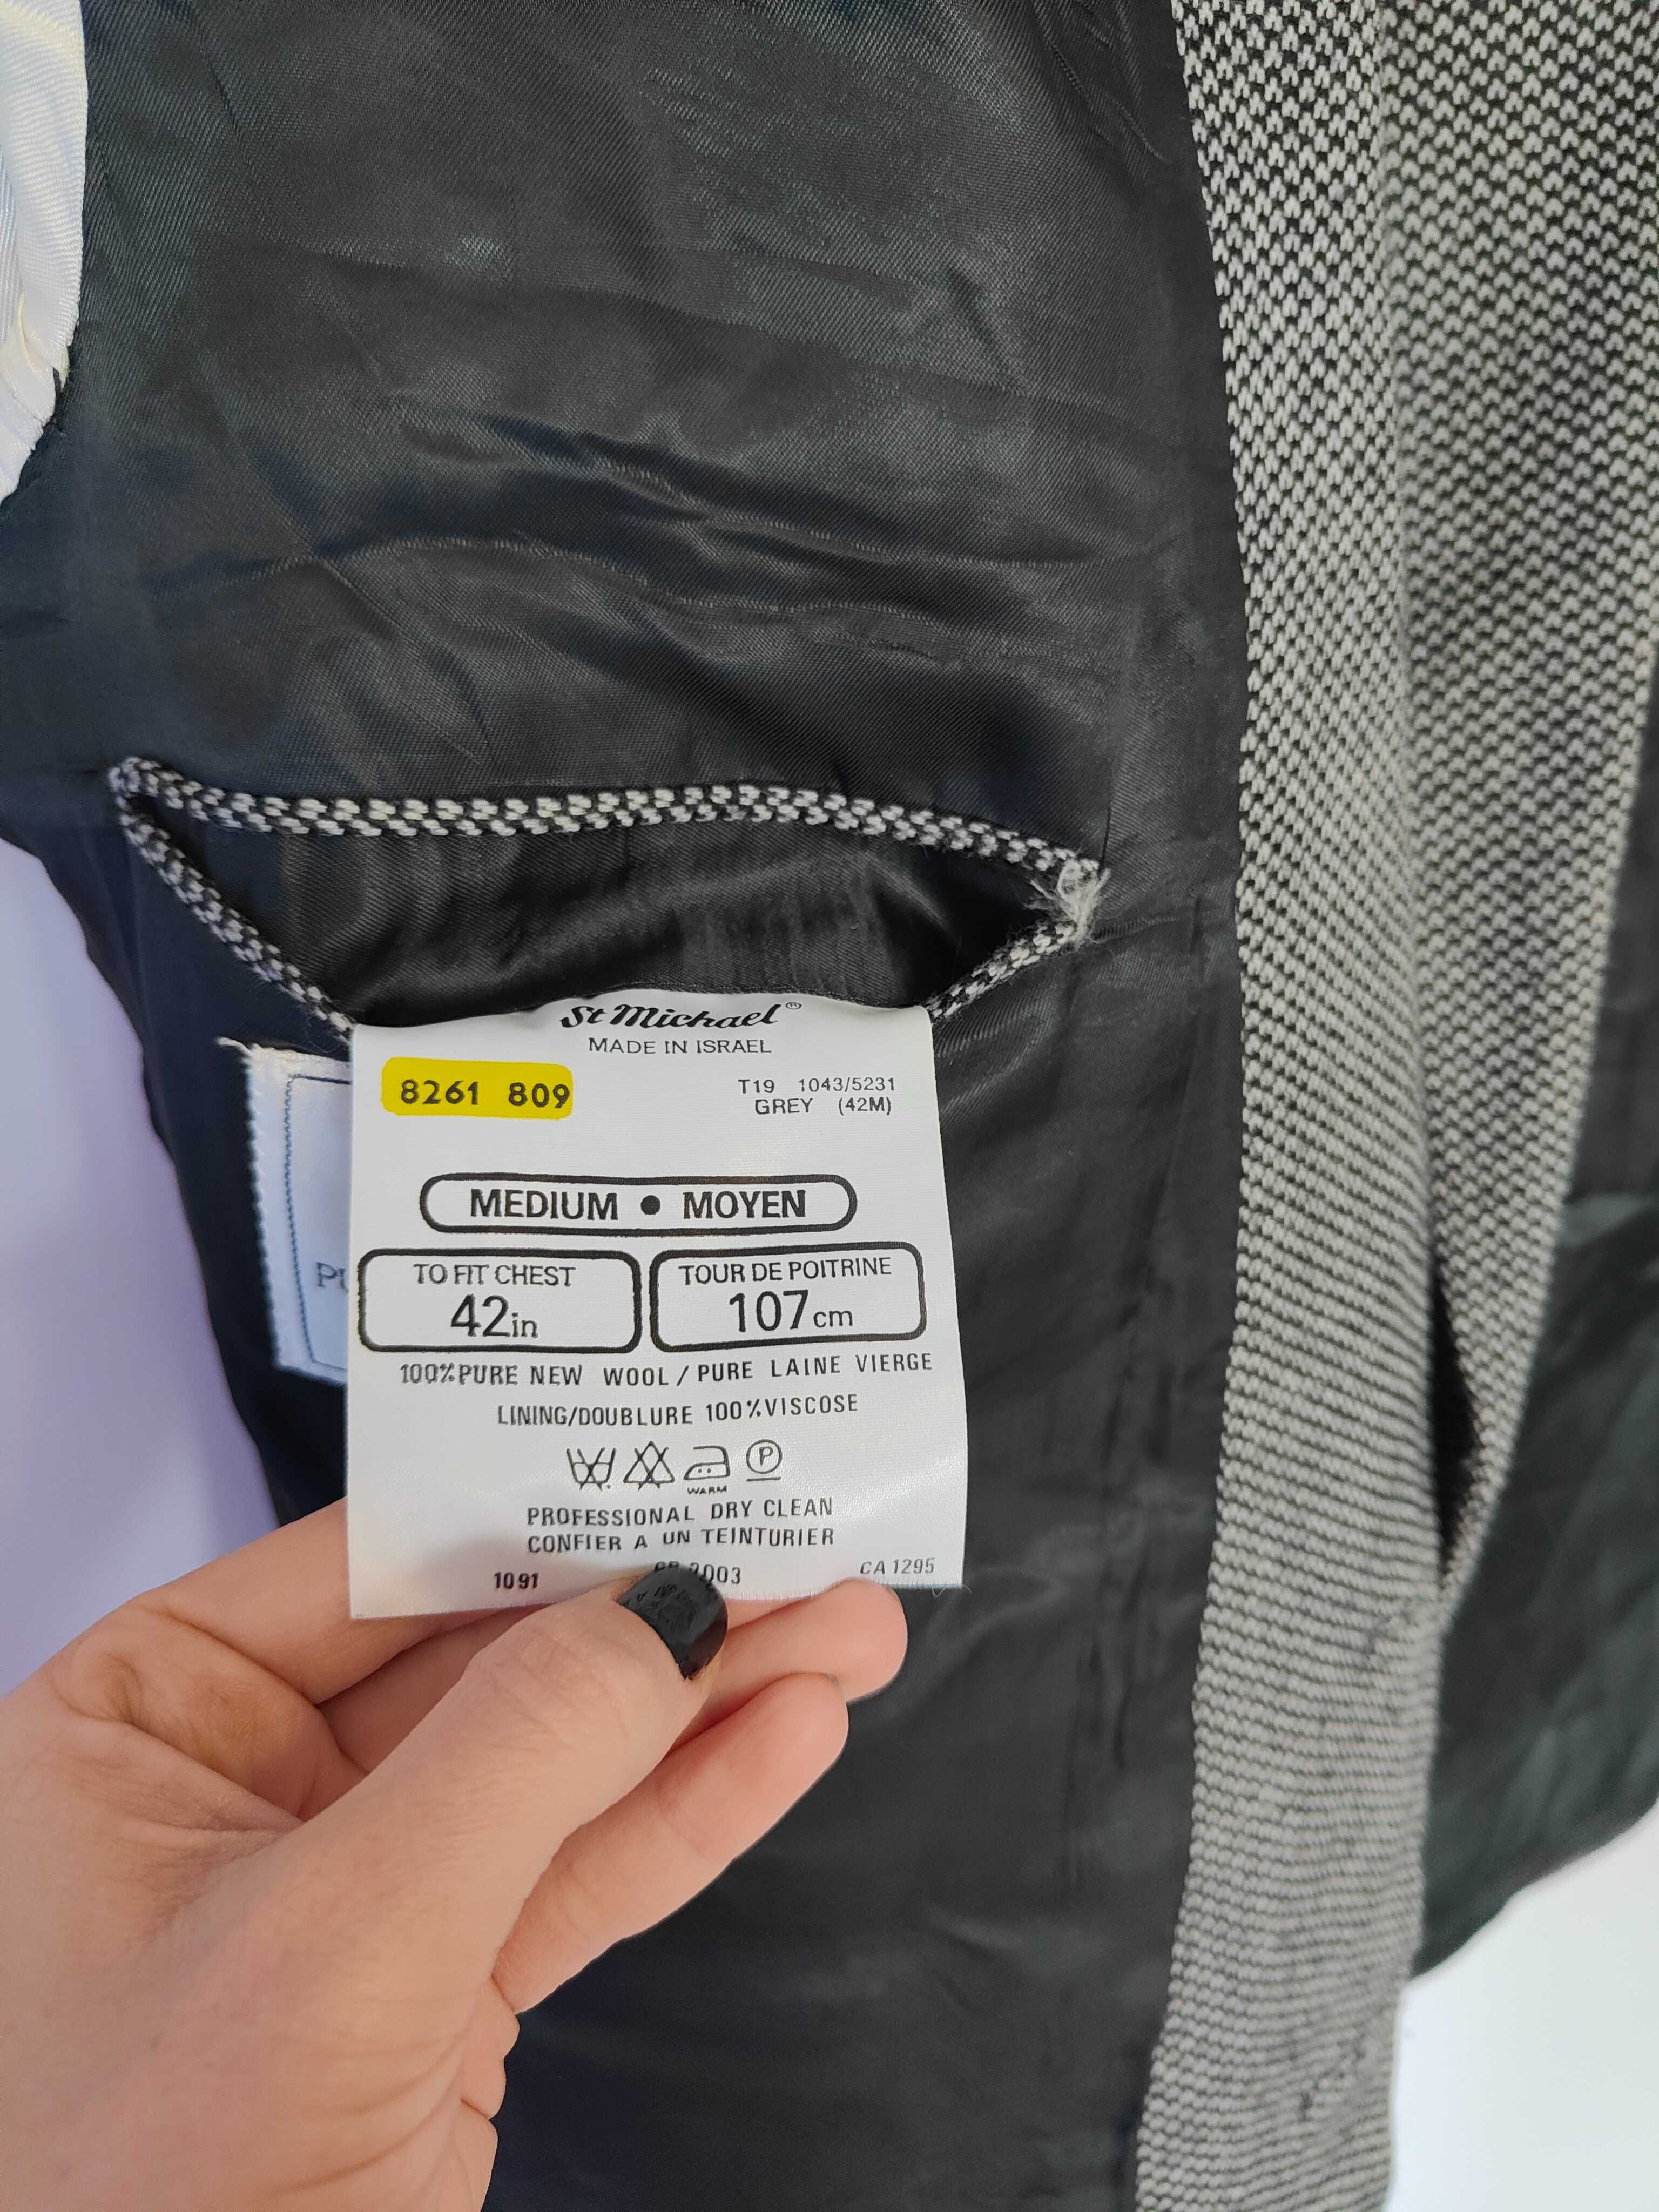 St Michael®
MADE IN ISRAEL
8261 809
T19 1043/5231
GREY (42M)
MEDIUM • MOYEN
TO FIT CHEST
42in
TOUR DE POITRINE
107cm
100%PURE NEW WOOL / PURE LAINE VIERGE
LINING/DOUBLURE 100%VISCOSE
P
WARM
PROFESSIONAL DRY CLEAN
CONFIER A UN TEINTURIER
1091
CA 1295